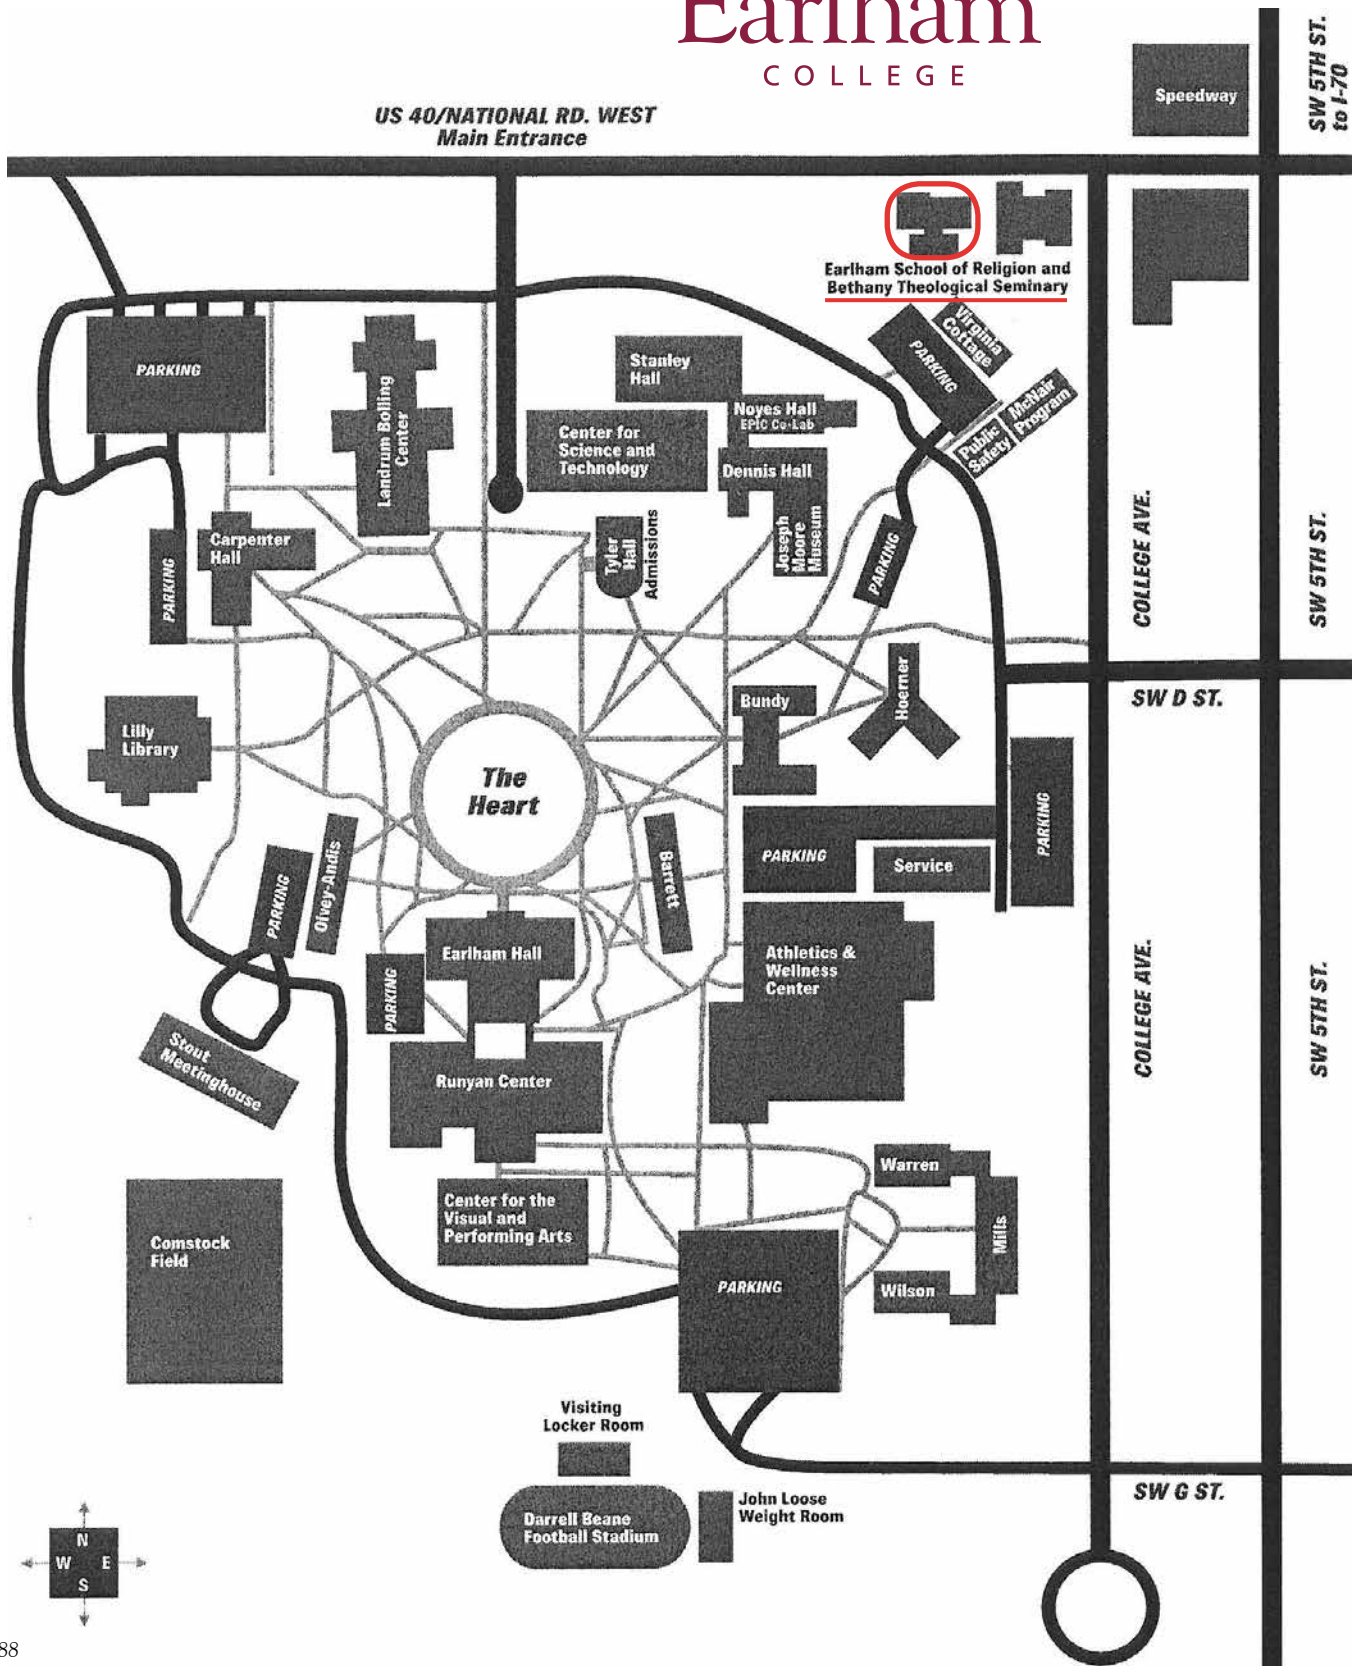 Earlham
COLLEGE
US 40/NATIONAL RD. WEST
Main Entrance
SW 5TH ST.
to I-70
Speedway
Earlham School of Religion and
Bethany Theological Seminary
PARKING
Landrum Bolling
Center
Stanley
Hall
Noyes Hall
EPIC Co-Lab
Center for
Science and
Technology
Dennis Hall
Joseph
Moore
Museum
Virginia
Cottage
PARKING
McNair
Program
Public
Safety
Carpenter
Hall
PARKING
Tyler
Hall
Admissions
PARKING
COLLEGE AVE.
SW 5TH ST.
Lilly
Library
The
Heart
Bundy
Hoerner
SW D ST.
PARKING
Olvey-Andis
Barrett
PARKING
Service
PARKING
Earlham Hall
PARKING
Athletics &
Wellness
Center
COLLEGE AVE.
SW 5TH ST.
Stout
Meetinghouse
Runyan Center
Center for the
Visual and
Performing Arts
Comstock
Field
PARKING
Warren
Mills
Wilson
Visiting
Locker Room
Darrell Beane
Football Stadium
John Loose
Weight Room
SW G ST.
N
W E
S
88